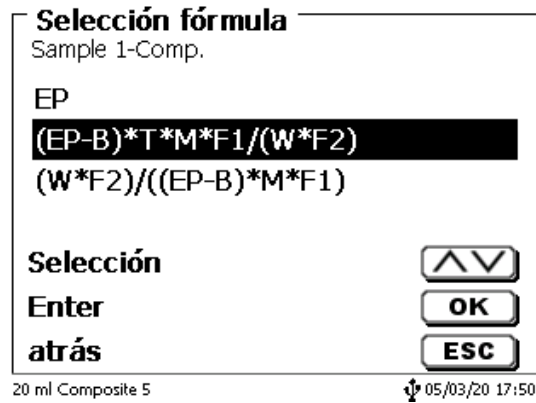 Selección fórmula
Sample 1-Comp.
EP
(EP-B)*T*M*F1/(W*F2)
(W*F2)/((EP-B)*M*F1)
Selección
Enter OK
atrás ESC
20 ml Composite 5 05/03/20 17:50